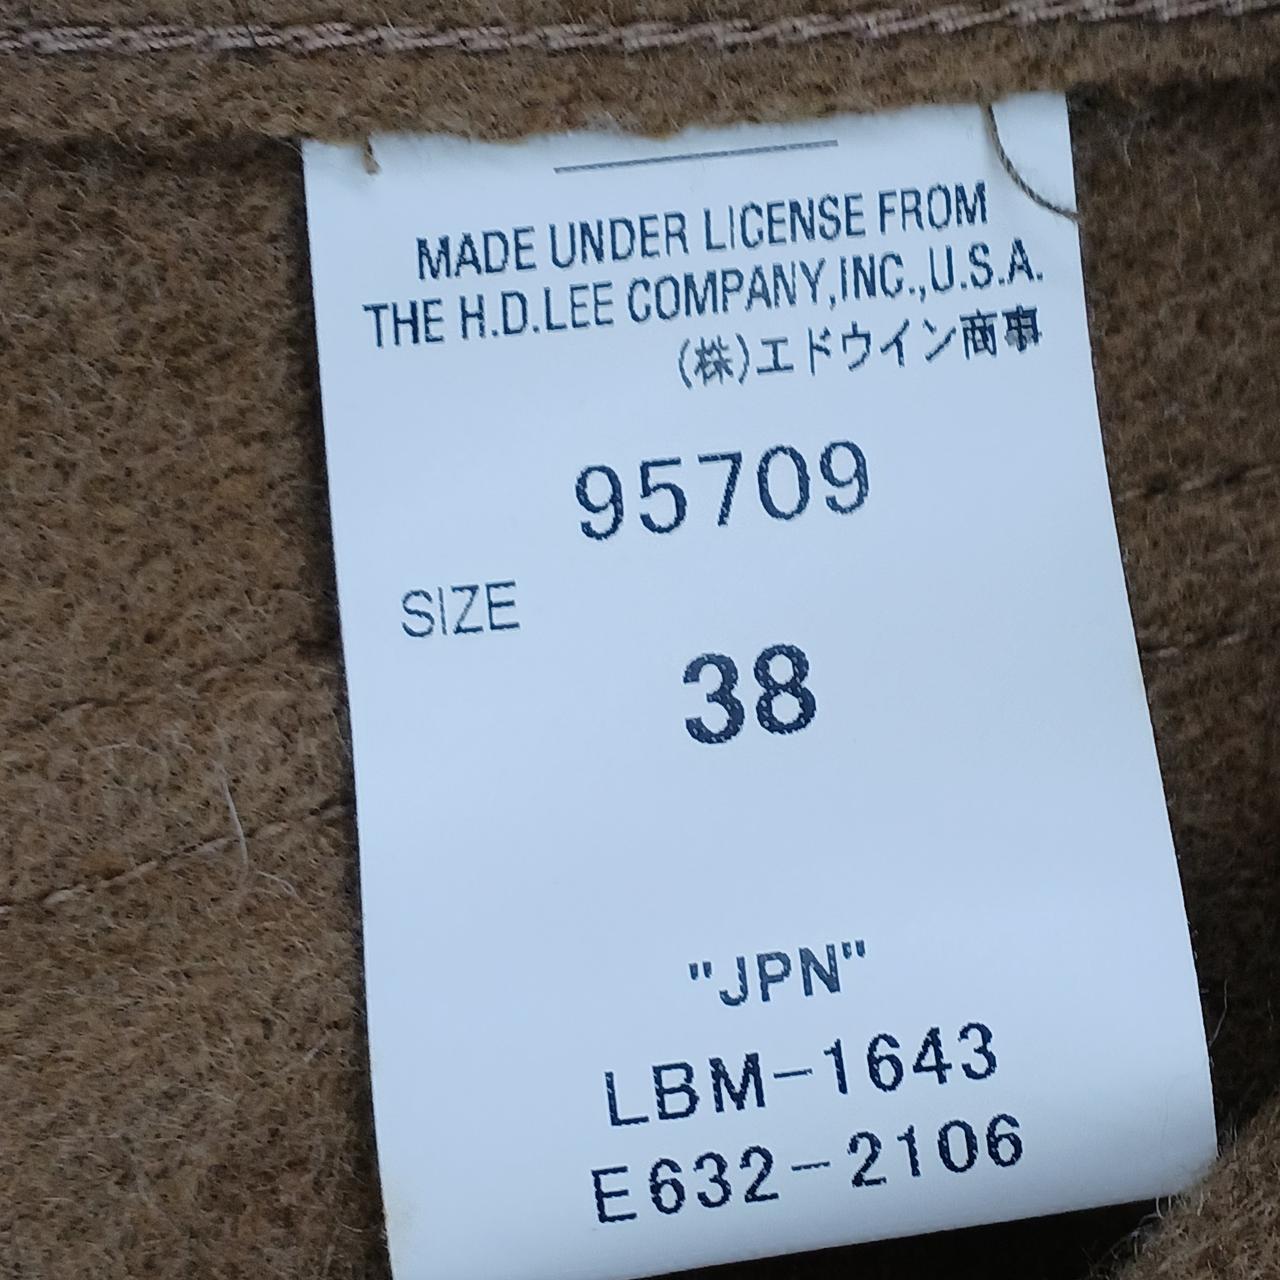 MADE UNDER LICENSE FROM
THE H.D.LEE COMPANY,INC.,U.S.A.
(株)エドウイン商事
95709
SIZE
38
"JPN"
LBM-1643
E632-2106